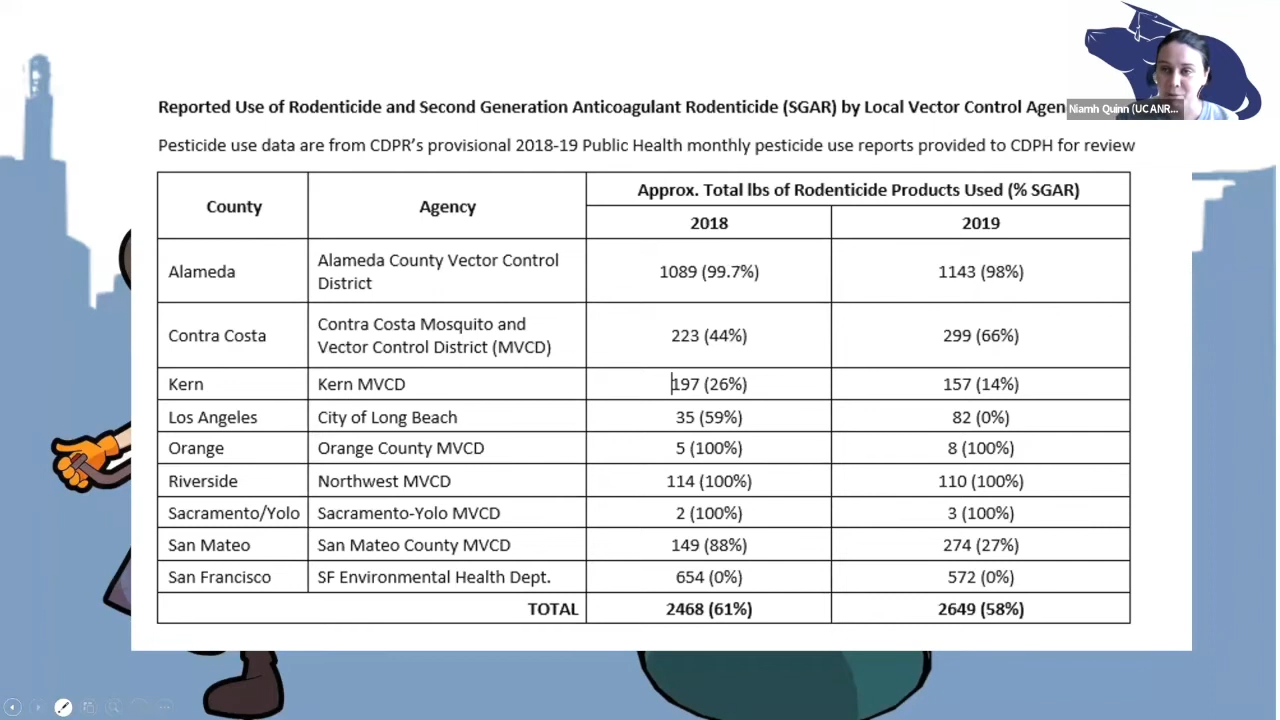 Reported Use of Rodenticide and Second Generation Anticoagulant Rodenticide (SGAR) by Local Vector Control Agen
Niamh Quinn (UC ANR...
Pesticide use data are from CDPR's provisional 2018-19 Public Health monthly pesticide use reports provided to CDPH for review
County Agency Approx. Total lbs of Rodenticide Products Used (% SGAR)
2018 2019
Alameda Alameda County Vector Control District 1089 (99.7%) 1143 (98%)
Contra Costa Contra Costa Mosquito and Vector Control District (MVCD) 223 (44%) 299 (66%)
Kern Kern MVCD 197 (26%) 157 (14%)
Los Angeles City of Long Beach 35 (59%) 82 (0%)
Orange Orange County MVCD 5 (100%) 8 (100%)
Riverside Northwest MVCD 114 (100%) 110 (100%)
Sacramento/Yolo Sacramento-Yolo MVCD 2 (100%) 3 (100%)
San Mateo San Mateo County MVCD 149 (88%) 274 (27%)
San Francisco SF Environmental Health Dept. 654 (0%) 572 (0%)
TOTAL 2468 (61%) 2649 (58%)